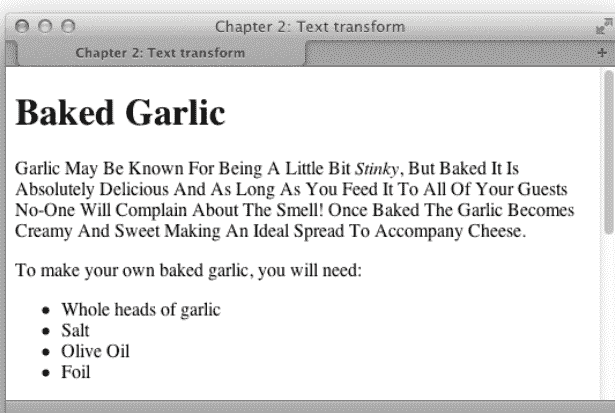 Chapter 2: Text transform
Chapter 2: Text transform
Baked Garlic
Garlic May Be Known For Being A Little Bit Stinky, But Baked It Is
Absolutely Delicious And As Long As You Feed It To All Of Your Guests
No-One Will Complain About The Smell! Once Baked The Garlic Becomes
Creamy And Sweet Making An Ideal Spread To Accompany Cheese.
To make your own baked garlic, you will need:
• Whole heads of garlic
• Salt
• Olive Oil
• Foil